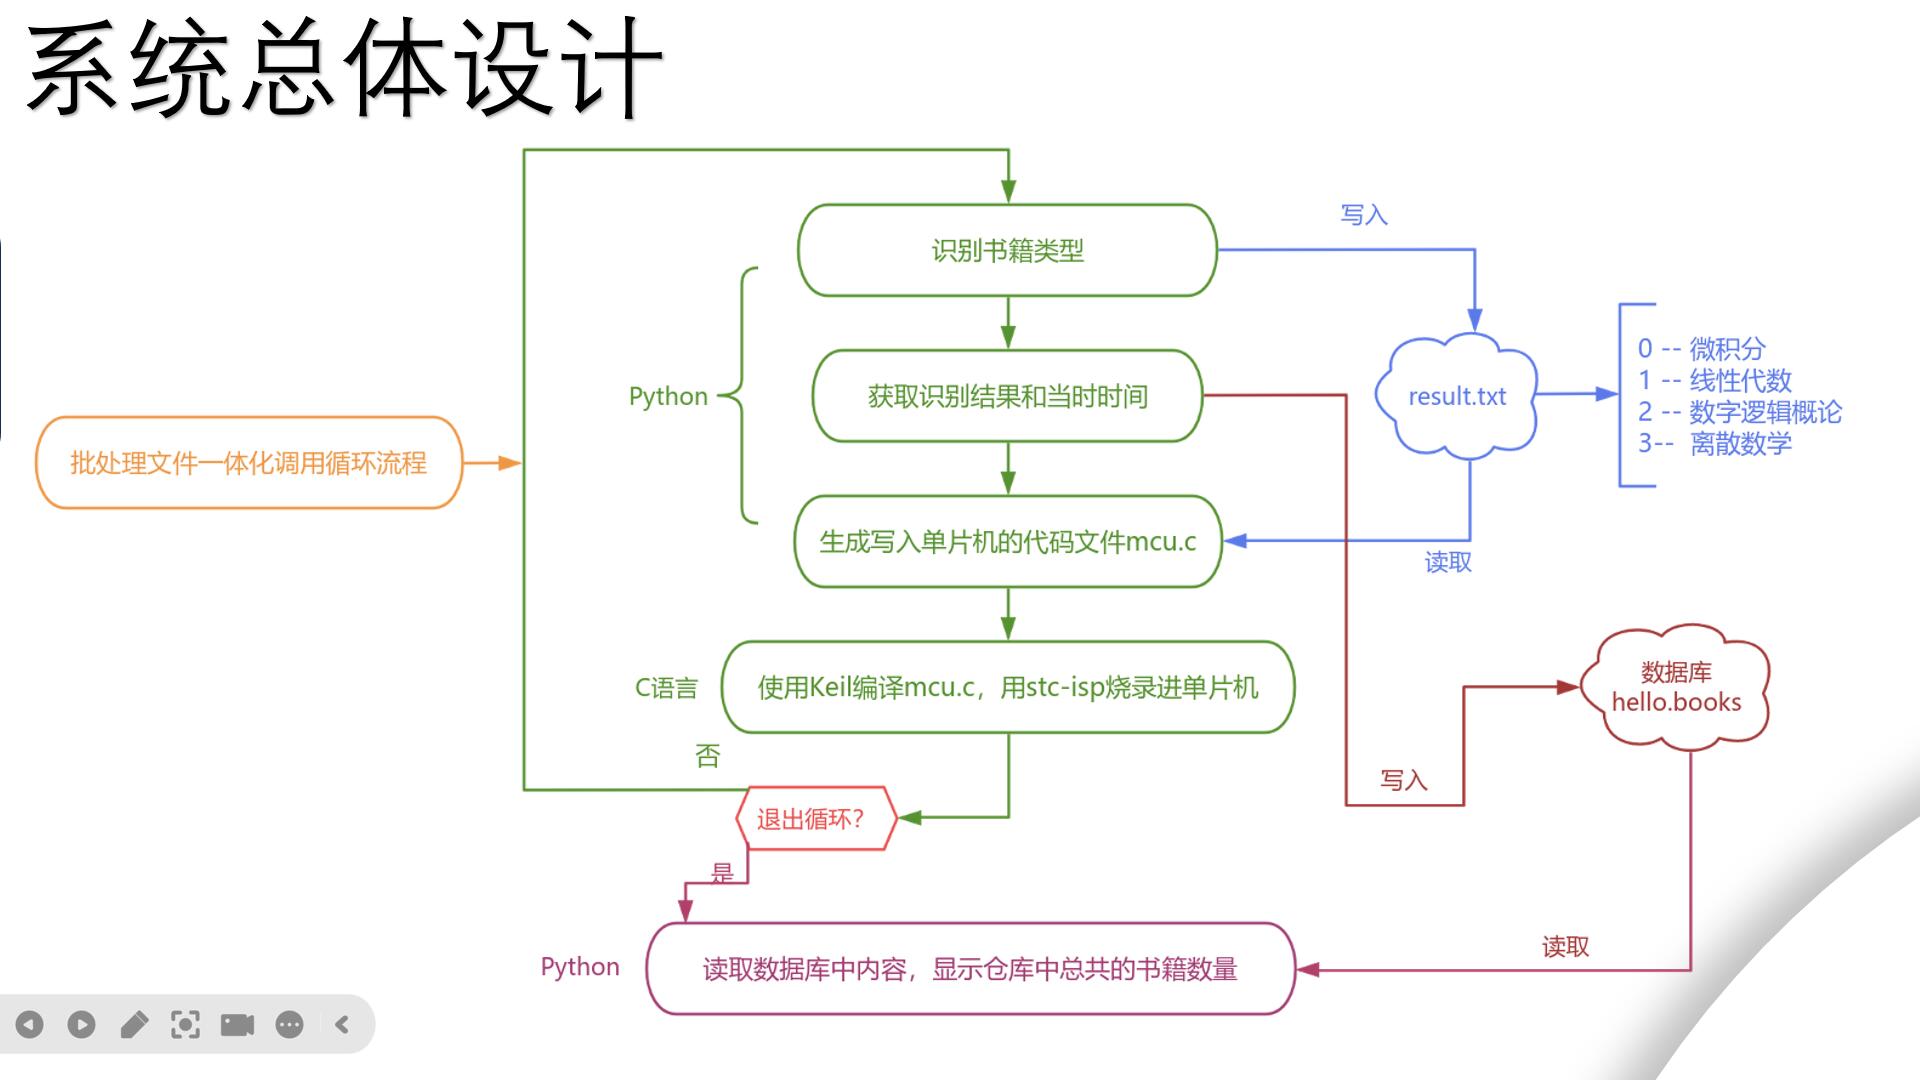 系统总体设计
写入
识别书籍类型
0 -- 微积分
1 -- 线性代数
2 -- 数字逻辑概论
3--  离散数学
Python
获取识别结果和当时时间
result.txt
批处理文件一体化调用循环流程
生成写入单片机的代码文件mcu.c
读取
C语言
使用Keil编译mcu.c，用stc-isp烧录进单片机
数据库
hello.books
否
写入
退出循环？
是
读取
Python
读取数据库中内容，显示仓库中总共的书籍数量